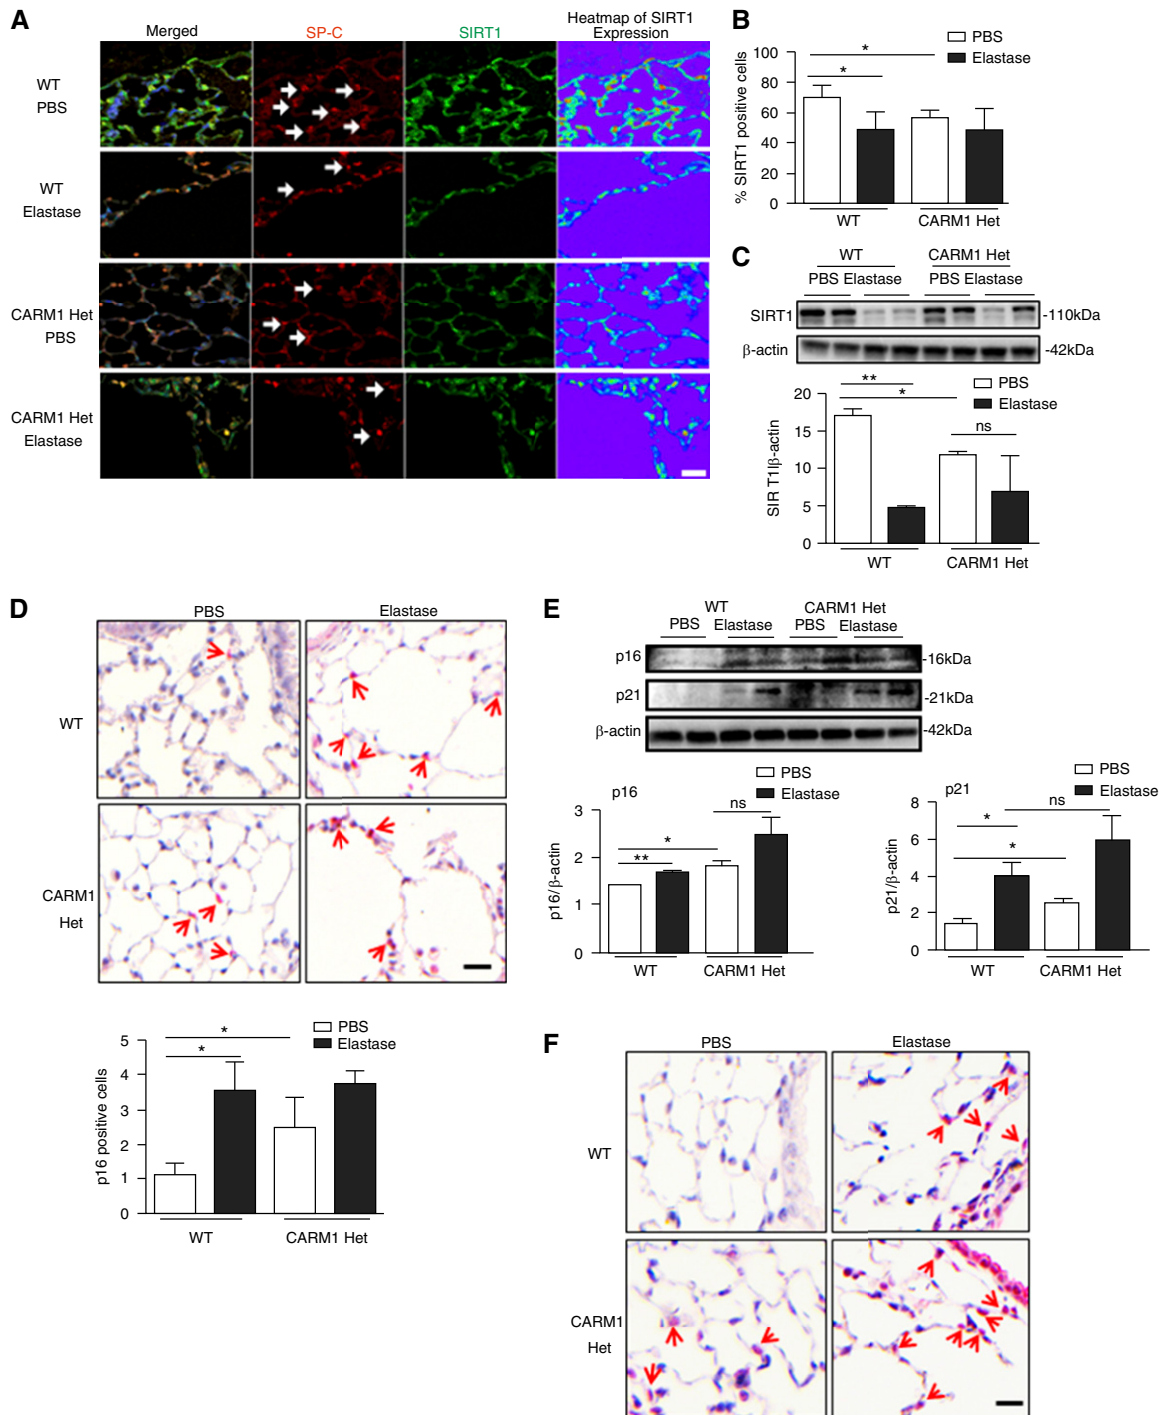 A
Merged
SP-C
SIRT1
Heatmap of SIRT1
Expression
WT
PBS
WT
Elastase
CARM1 Het
PBS
CARM1 Het
Elastase
B
PBS
Elastase
% SIRT1 positive cells
100
80
60
40
20
0
*
*
WT
CARM1 Het
C
WT
CARM1 Het
PBS Elastase
PBS Elastase
SIRT1
-110kDa
β-actin
-42kDa
PBS
Elastase
SIR T1lβ-actin
20
15
10
5
0
**
*
ns
WT
CARM1 Het
D
PBS
Elastase
WT
CARM1
Het
PBS
Elastase
p16 positive cells
5
4
3
2
1
0
*
*
WT
CARM1 Het
E
WT
CARM1 Het
PBS
Elastase
PBS
Elastase
p16
-16kDa
p21
-21kDa
β-actin
-42kDa
PBS
Elastase
p16
p16/β-actin
3
2
1
0
**
*
ns
WT
CARM1 Het
PBS
Elastase
p21
p21/β-actin
8
6
4
2
0
*
*
ns
WT
CARM1 Het
F
PBS
Elastase
WT
CARM1
Het